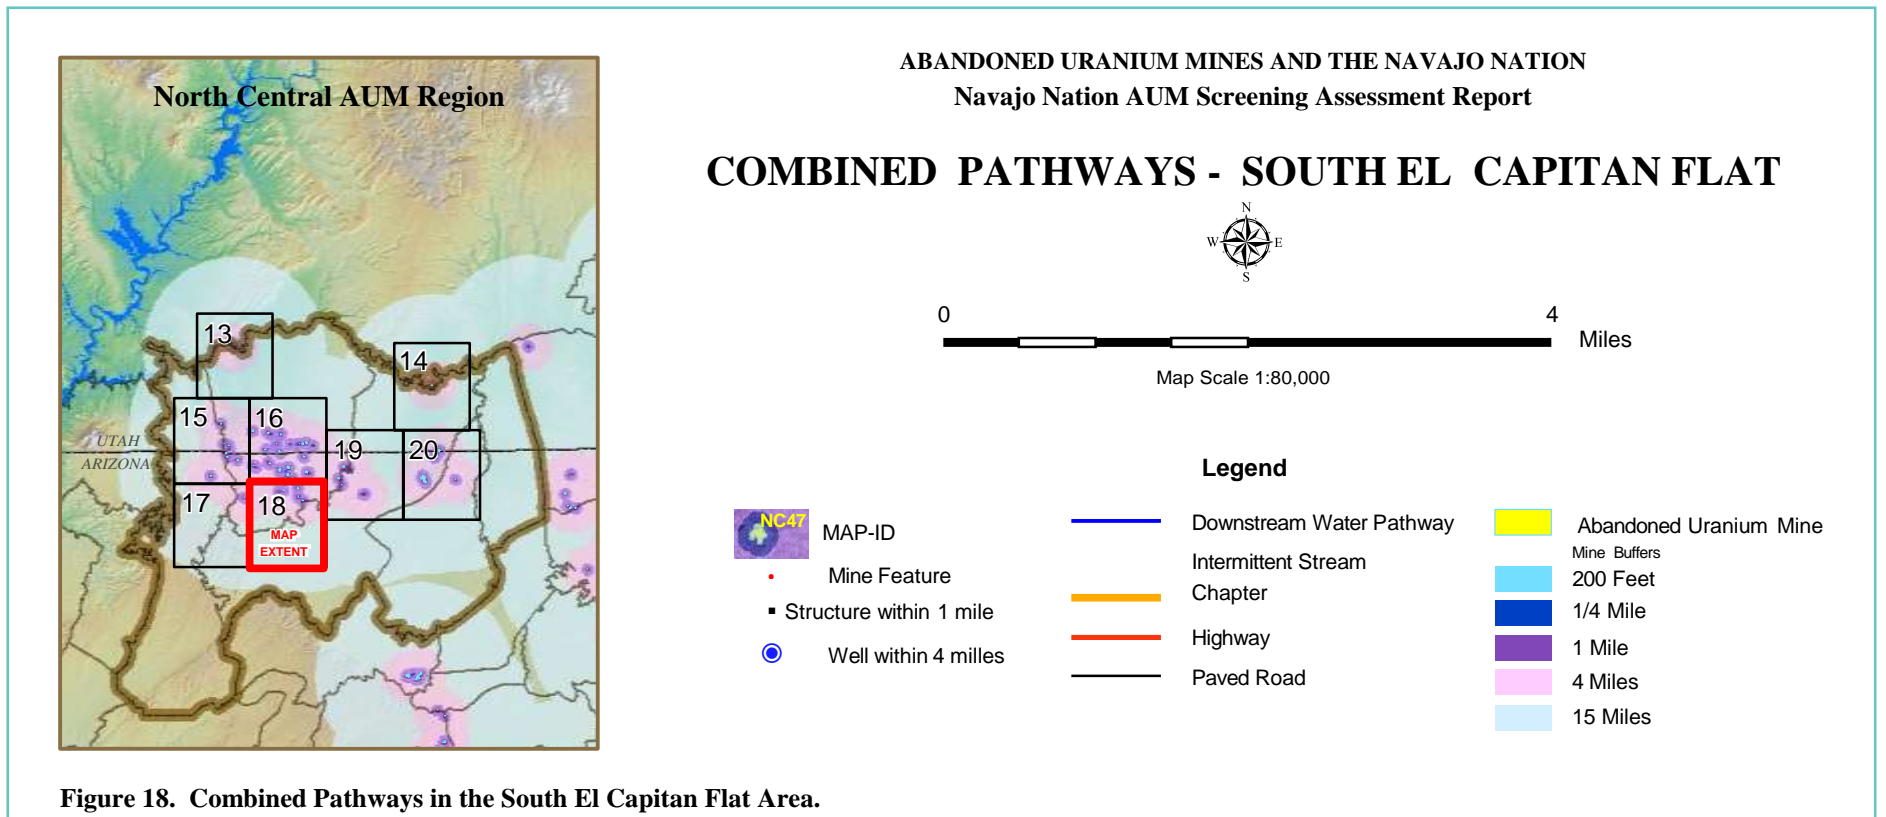 North Central AUM Region
13
14
15
16
UTAH
ARIZONA
19
20
17
18
MAP
EXTENT
ABANDONED URANIUM MINES AND THE NAVAJO NATION
Navajo Nation AUM Screening Assessment Report
COMBINED PATHWAYS - SOUTH EL CAPITAN FLAT
N
W E
S
0 4
Miles
Map Scale 1:80,000
Legend
NC47 MAP-ID
Mine Feature
Structure within 1 mile
Well within 4 milles
Downstream Water Pathway
Intermittent Stream
Chapter
Highway
Paved Road
Abandoned Uranium Mine
Mine Buffers
200 Feet
1/4 Mile
1 Mile
4 Miles
15 Miles
Figure 18. Combined Pathways in the South El Capitan Flat Area.